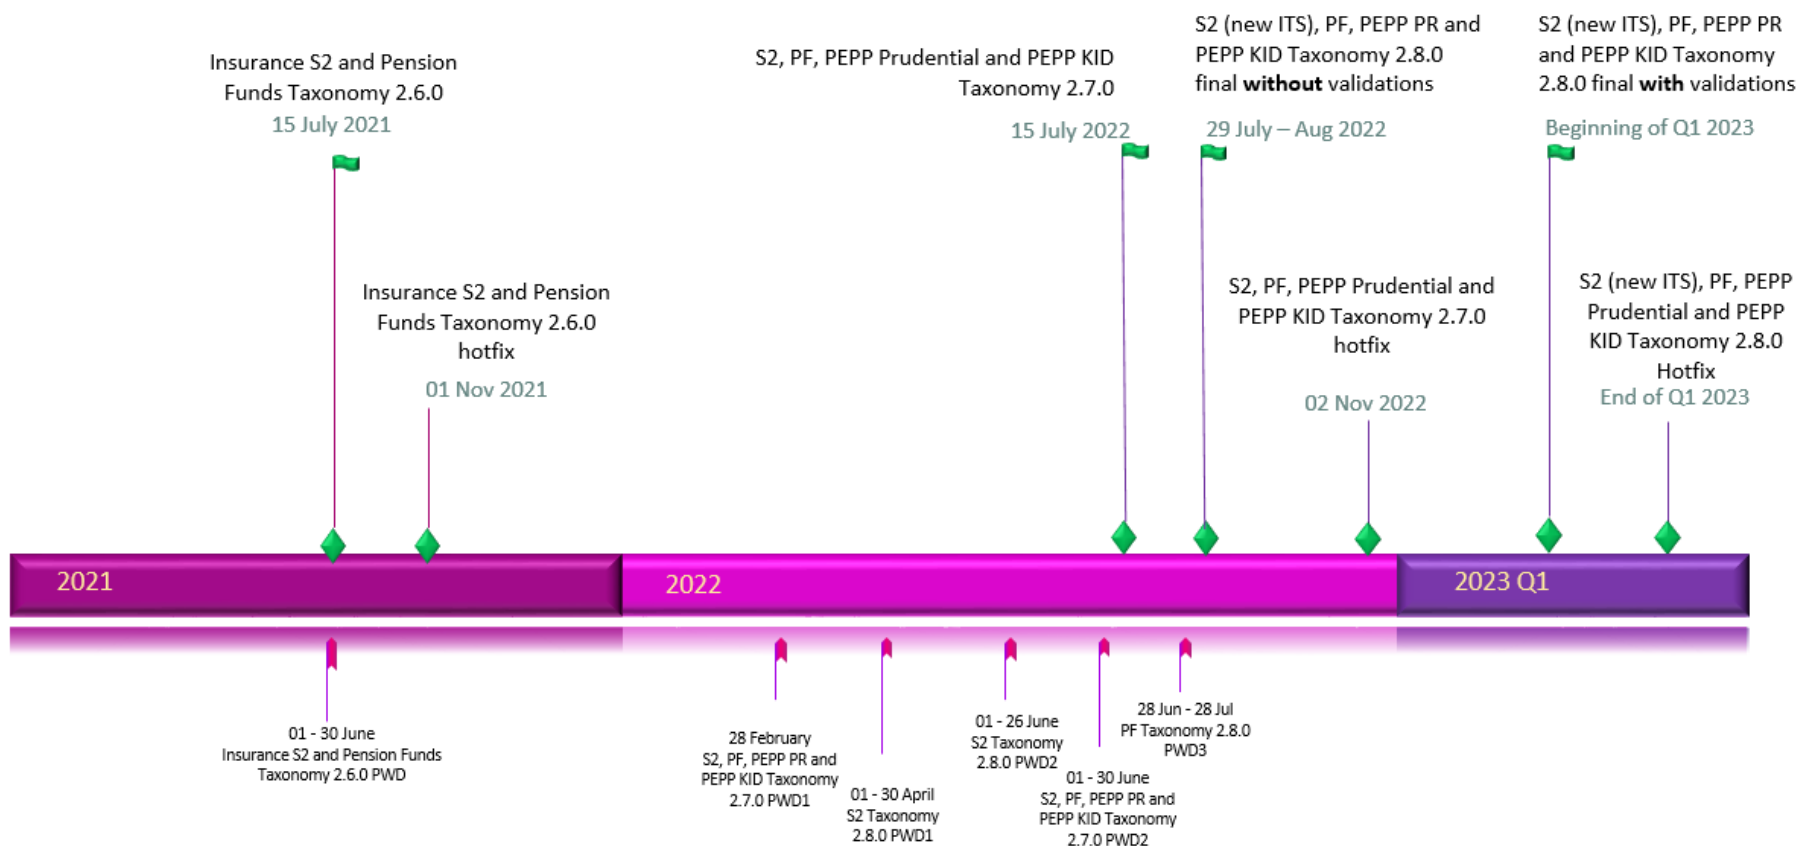 Insurance S2 and Pension
Funds Taxonomy 2.6.0
15 July 2021
S2, PF, PEPP Prudential and PEPP KID
Taxonomy 2.7.0
15 July 2022
S2 (new ITS), PF, PEPP PR and
PEPP KID Taxonomy 2.8.0
final without validations
29 July – Aug 2022
S2 (new ITS), PF, PEPP PR
and PEPP KID Taxonomy
2.8.0 final with validations
Beginning of Q1 2023
Insurance S2 and Pension
Funds Taxonomy 2.6.0
hotfix
01 Nov 2021
S2, PF, PEPP Prudential and
PEPP KID Taxonomy 2.7.0
hotfix
02 Nov 2022
S2 (new ITS), PF, PEPP
Prudential and PEPP
KID Taxonomy 2.8.0
Hotfix
End of Q1 2023
2021
2022
2023 Q1
01 - 30 June
Insurance S2 and Pension Funds
Taxonomy 2.6.0 PWD
28 February
S2, PF, PEPP PR and
PEPP KID Taxonomy
2.7.0 PWD1
01 - 30 April
S2 Taxonomy
2.8.0 PWD1
01 - 26 June
S2 Taxonomy
2.8.0 PWD2
01 - 30 June
S2, PF, PEPP PR and
PEPP KID Taxonomy
2.7.0 PWD2
28 Jun - 28 Jul
PF Taxonomy 2.8.0
PWD3